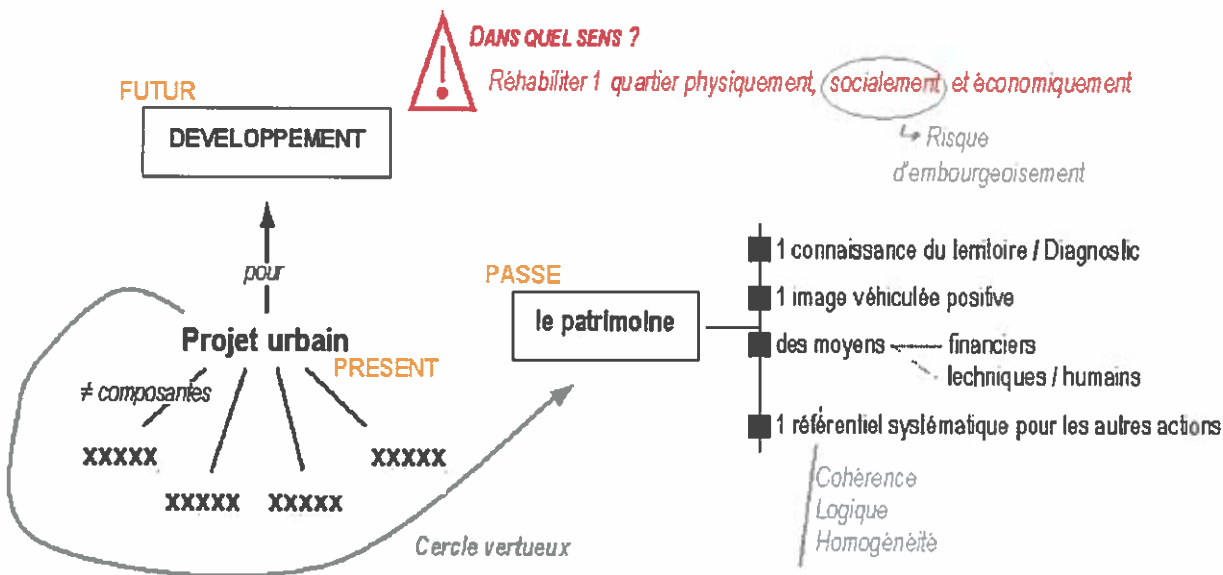 DANS QUEL SENS ?
Réhabiliter 1 quartier physiquement, socialement et économiquement
Risque
d'embourgeoisement
FUTUR
DEVELOPPEMENT
pour
Projet urbain
PRESENT
≠ composantes
XXXXX
XXXXX
XXXXX
XXXXX
Cercle vertueux
PASSE
le patrimoine
1 connaissance du territoire / Diagnostic
1 image véhiculée positive
des moyens financiers
techniques / humains
1 référentiel systématique pour les autres actions
Cohérence
Logique
Homogénéité